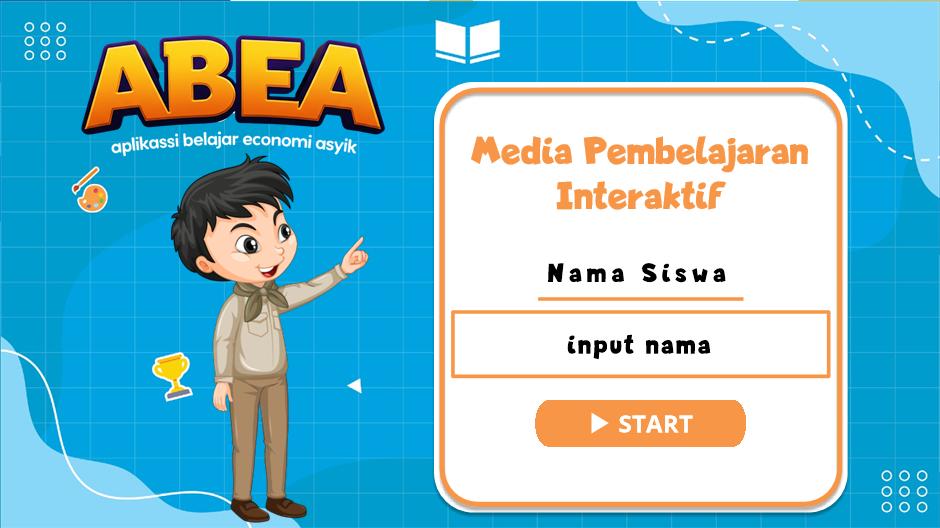 ABEA
aplikassi belajar economi asyik
Media Pembelajaran
Interaktif
Nama Siswa
input nama
START